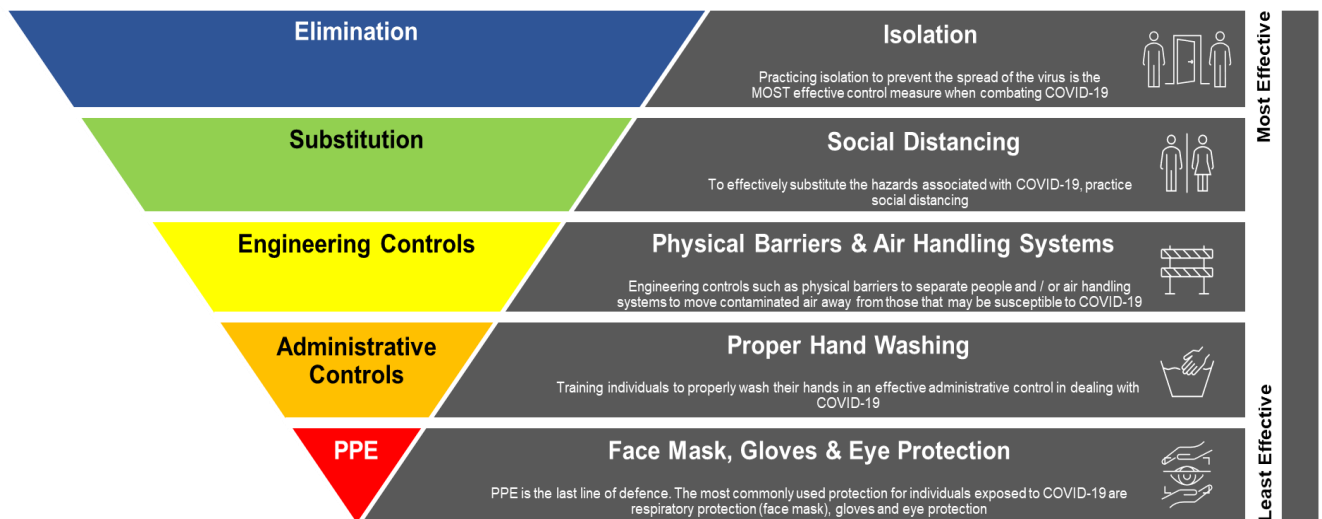 Elimination
Isolation
Practicing isolation to prevent the spread of the virus is the
MOST effective control measure when combating COVID-19
Most Effective
Substitution
Social Distancing
To effectively substitute the hazards associated with COVID-19, practice
social distancing
Engineering Controls
Physical Barriers & Air Handling Systems
Engineering controls such as physical barriers to separate people and / or air handling
systems to move contaminated air away from those that may be susceptible to COVID-19
Administrative
Controls
Proper Hand Washing
Training individuals to properly wash their hands in an effective administrative control in dealing with
COVID-19
Least Effective
PPE
Face Mask, Gloves & Eye Protection
PPE is the last line of defence. The most commonly used protection for individuals exposed to COVID-19 are
respiratory protection (face mask), gloves and eye protection